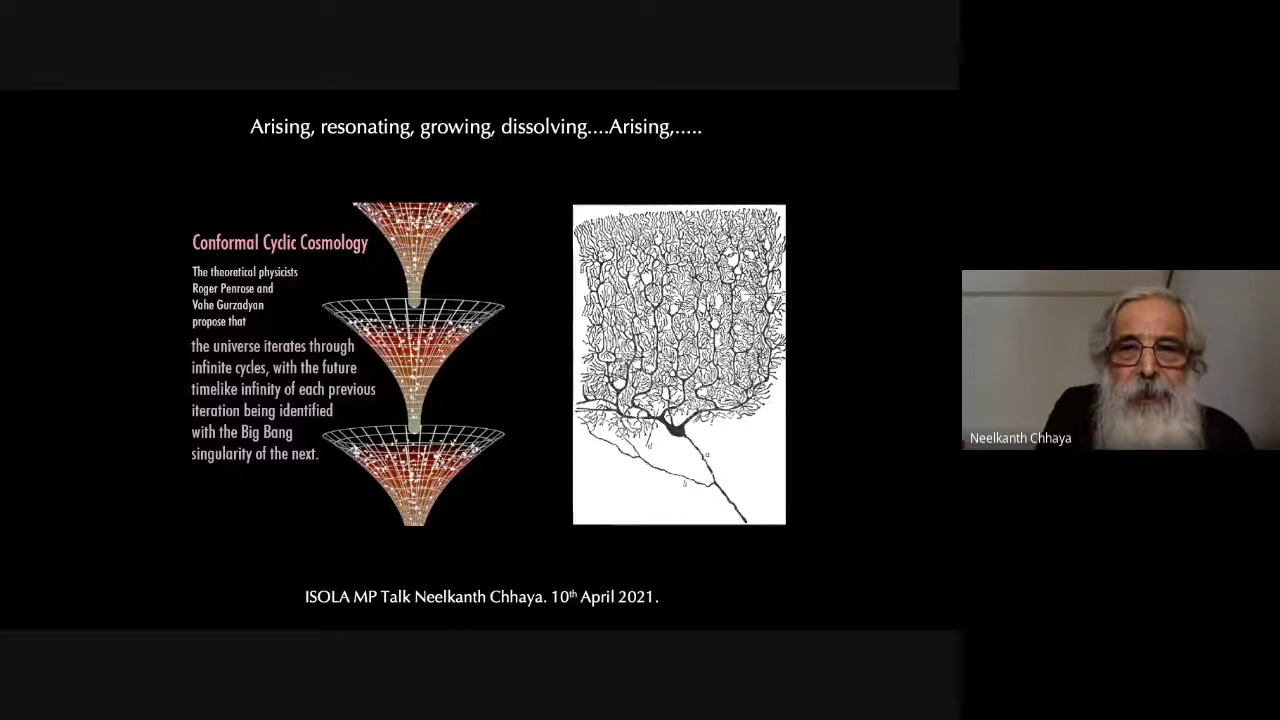 Arising, resonating, growing, dissolving....Arising,.....
Conformal Cyclic Cosmology
The theoretical physicists
Roger Penrose and
Vahe Gurzadyan
propose that
the universe iterates through
infinite cycles, with the future
timelike infinity of each previous
iteration being identified
with the Big Bang
singularity of the next.
d
a
b
Neelkanth Chhaya
ISOLA MP Talk Neelkanth Chhaya. 10th April 2021.